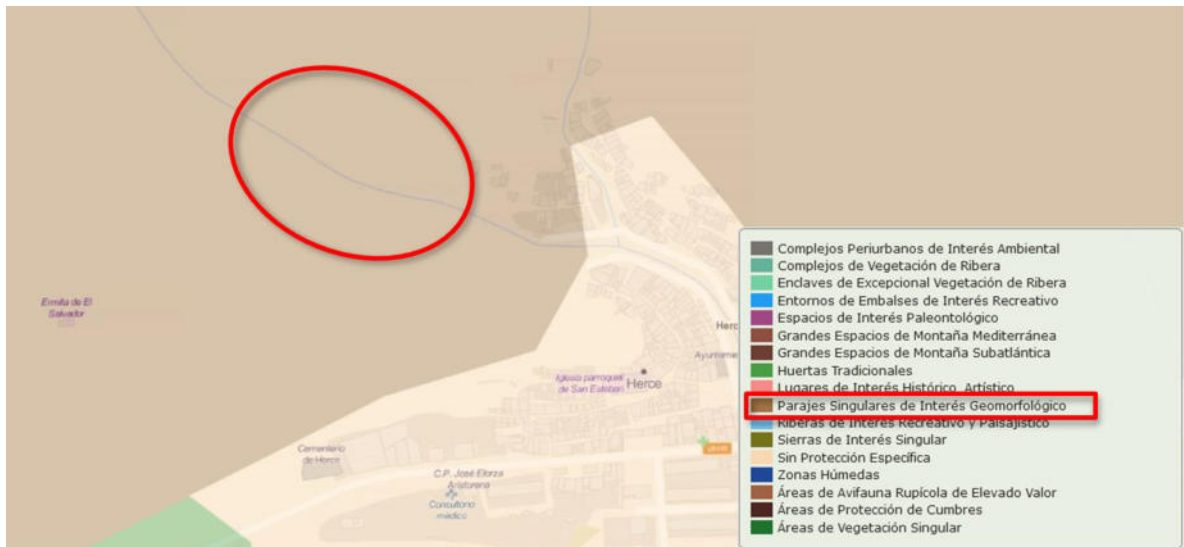 Ermita de El
Salvador
Herc
Ayuntamie
Iglesia parroquial
de San Esteban
Herce
Cementerio
de Herce
C.P. José Elorza
Aristorena
Consultorio
médico
Complejos Periurbanos de Interés Ambiental
Complejos de Vegetación de Ribera
Enclaves de Excepcional Vegetación de Ribera
Entornos de Embalses de Interés Recreativo
Espacios de Interés Paleontológico
Grandes Espacios de Montaña Mediterránea
Grandes Espacios de Montaña Subatlántica
Huertas Tradicionales
Lugares de Interés Histórico Artístico
Parajes Singulares de Interés Geomorfológico
Riberas de Interés Recreativo y Paisajístico
Sierras de Interés Singular
Sin Protección Específica
Zonas Húmedas
Áreas de Avifauna Rupícola de Elevado Valor
Áreas de Protección de Cumbres
Áreas de Vegetación Singular